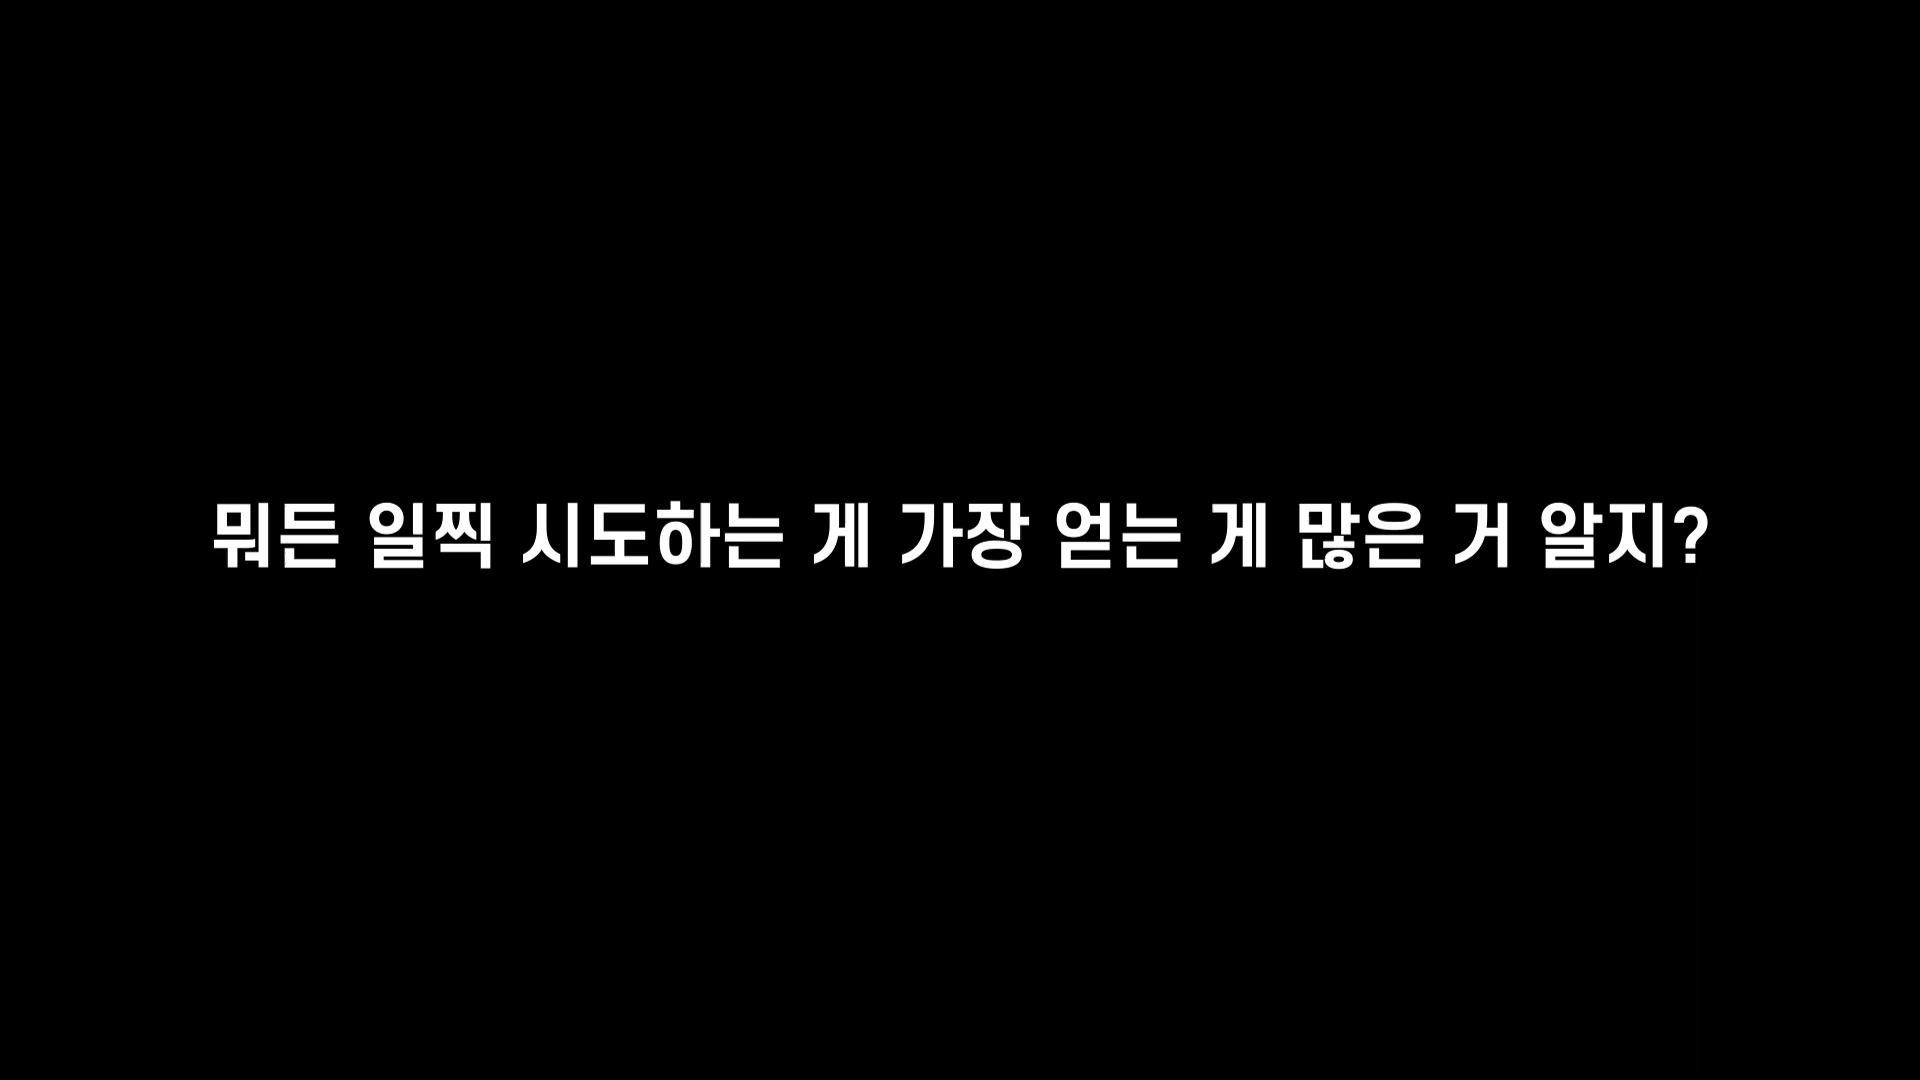 뭐든 일찍 시도하는 게 가장 얻는 게 많은 거 알지?